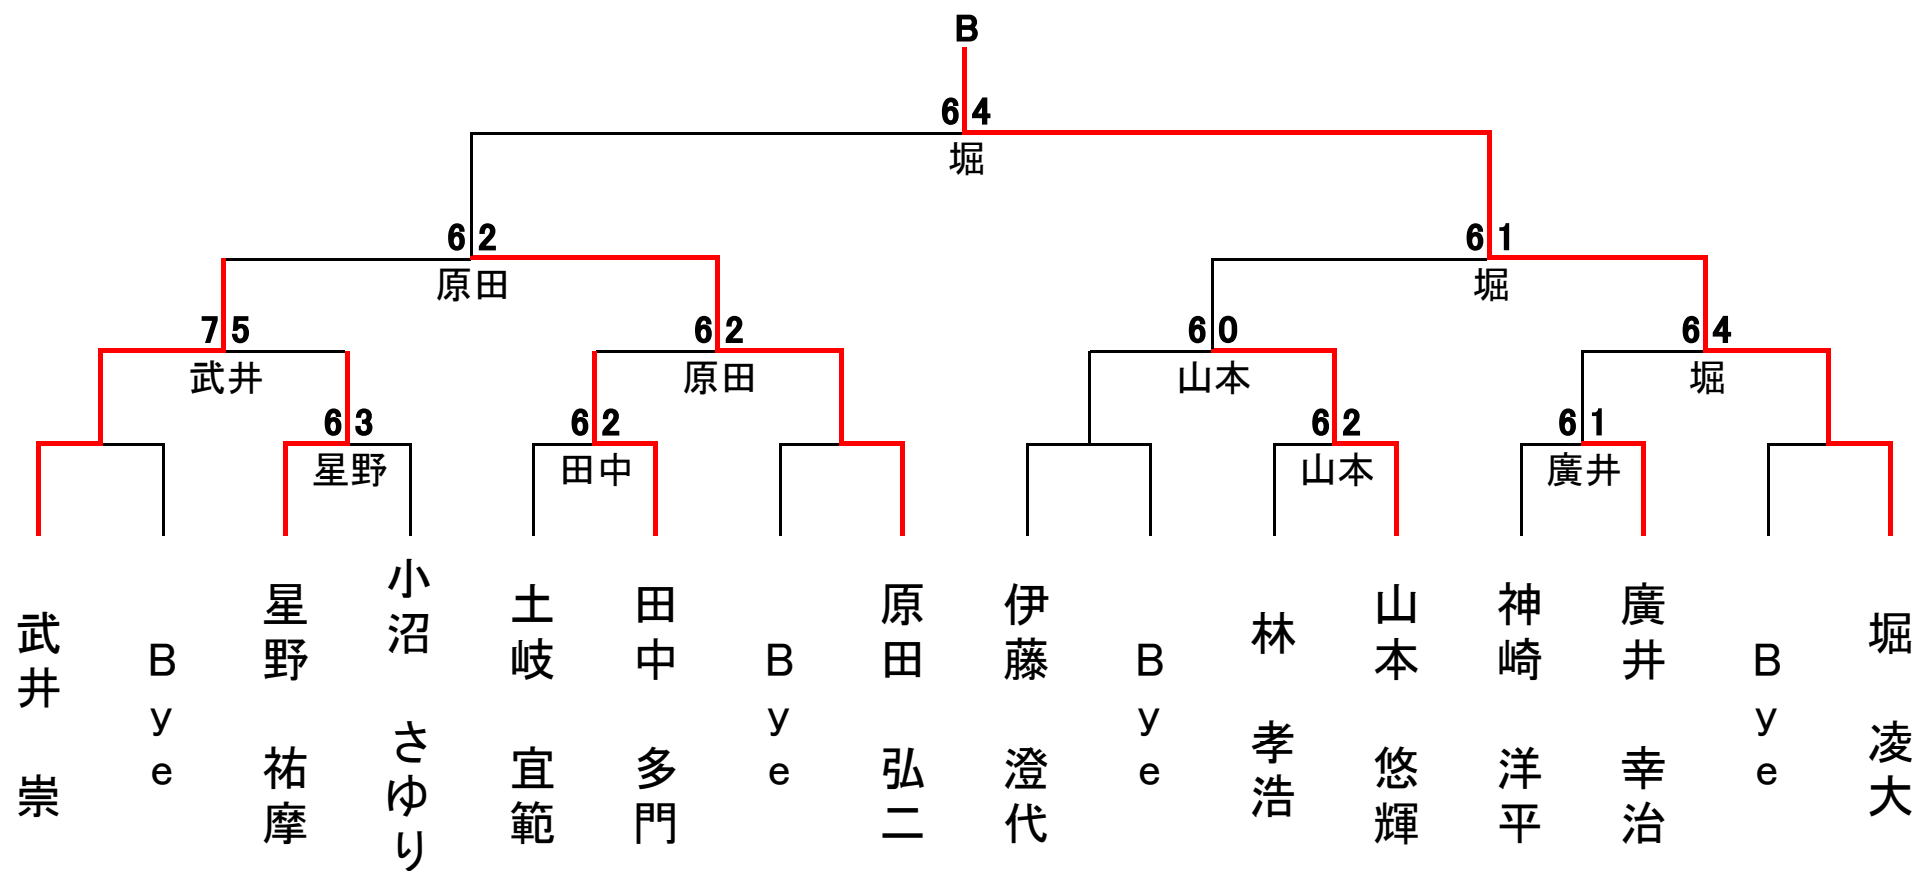 B
6 4
堀
6 2
原田
6 1
堀
7 5
武井
6 2
原田
6 0
山本
6 4
堀
6 3
星野
6 2
田中
6 2
山本
6 1
廣井
武井 崇
Bye
星野 祐摩
小沼 さゆり
土岐 宜範
田中 多門
Bye
原田 弘二
伊藤 澄代
Bye
林 孝浩
山本 悠輝
神崎 洋平
廣井 幸治
Bye
堀 凌大